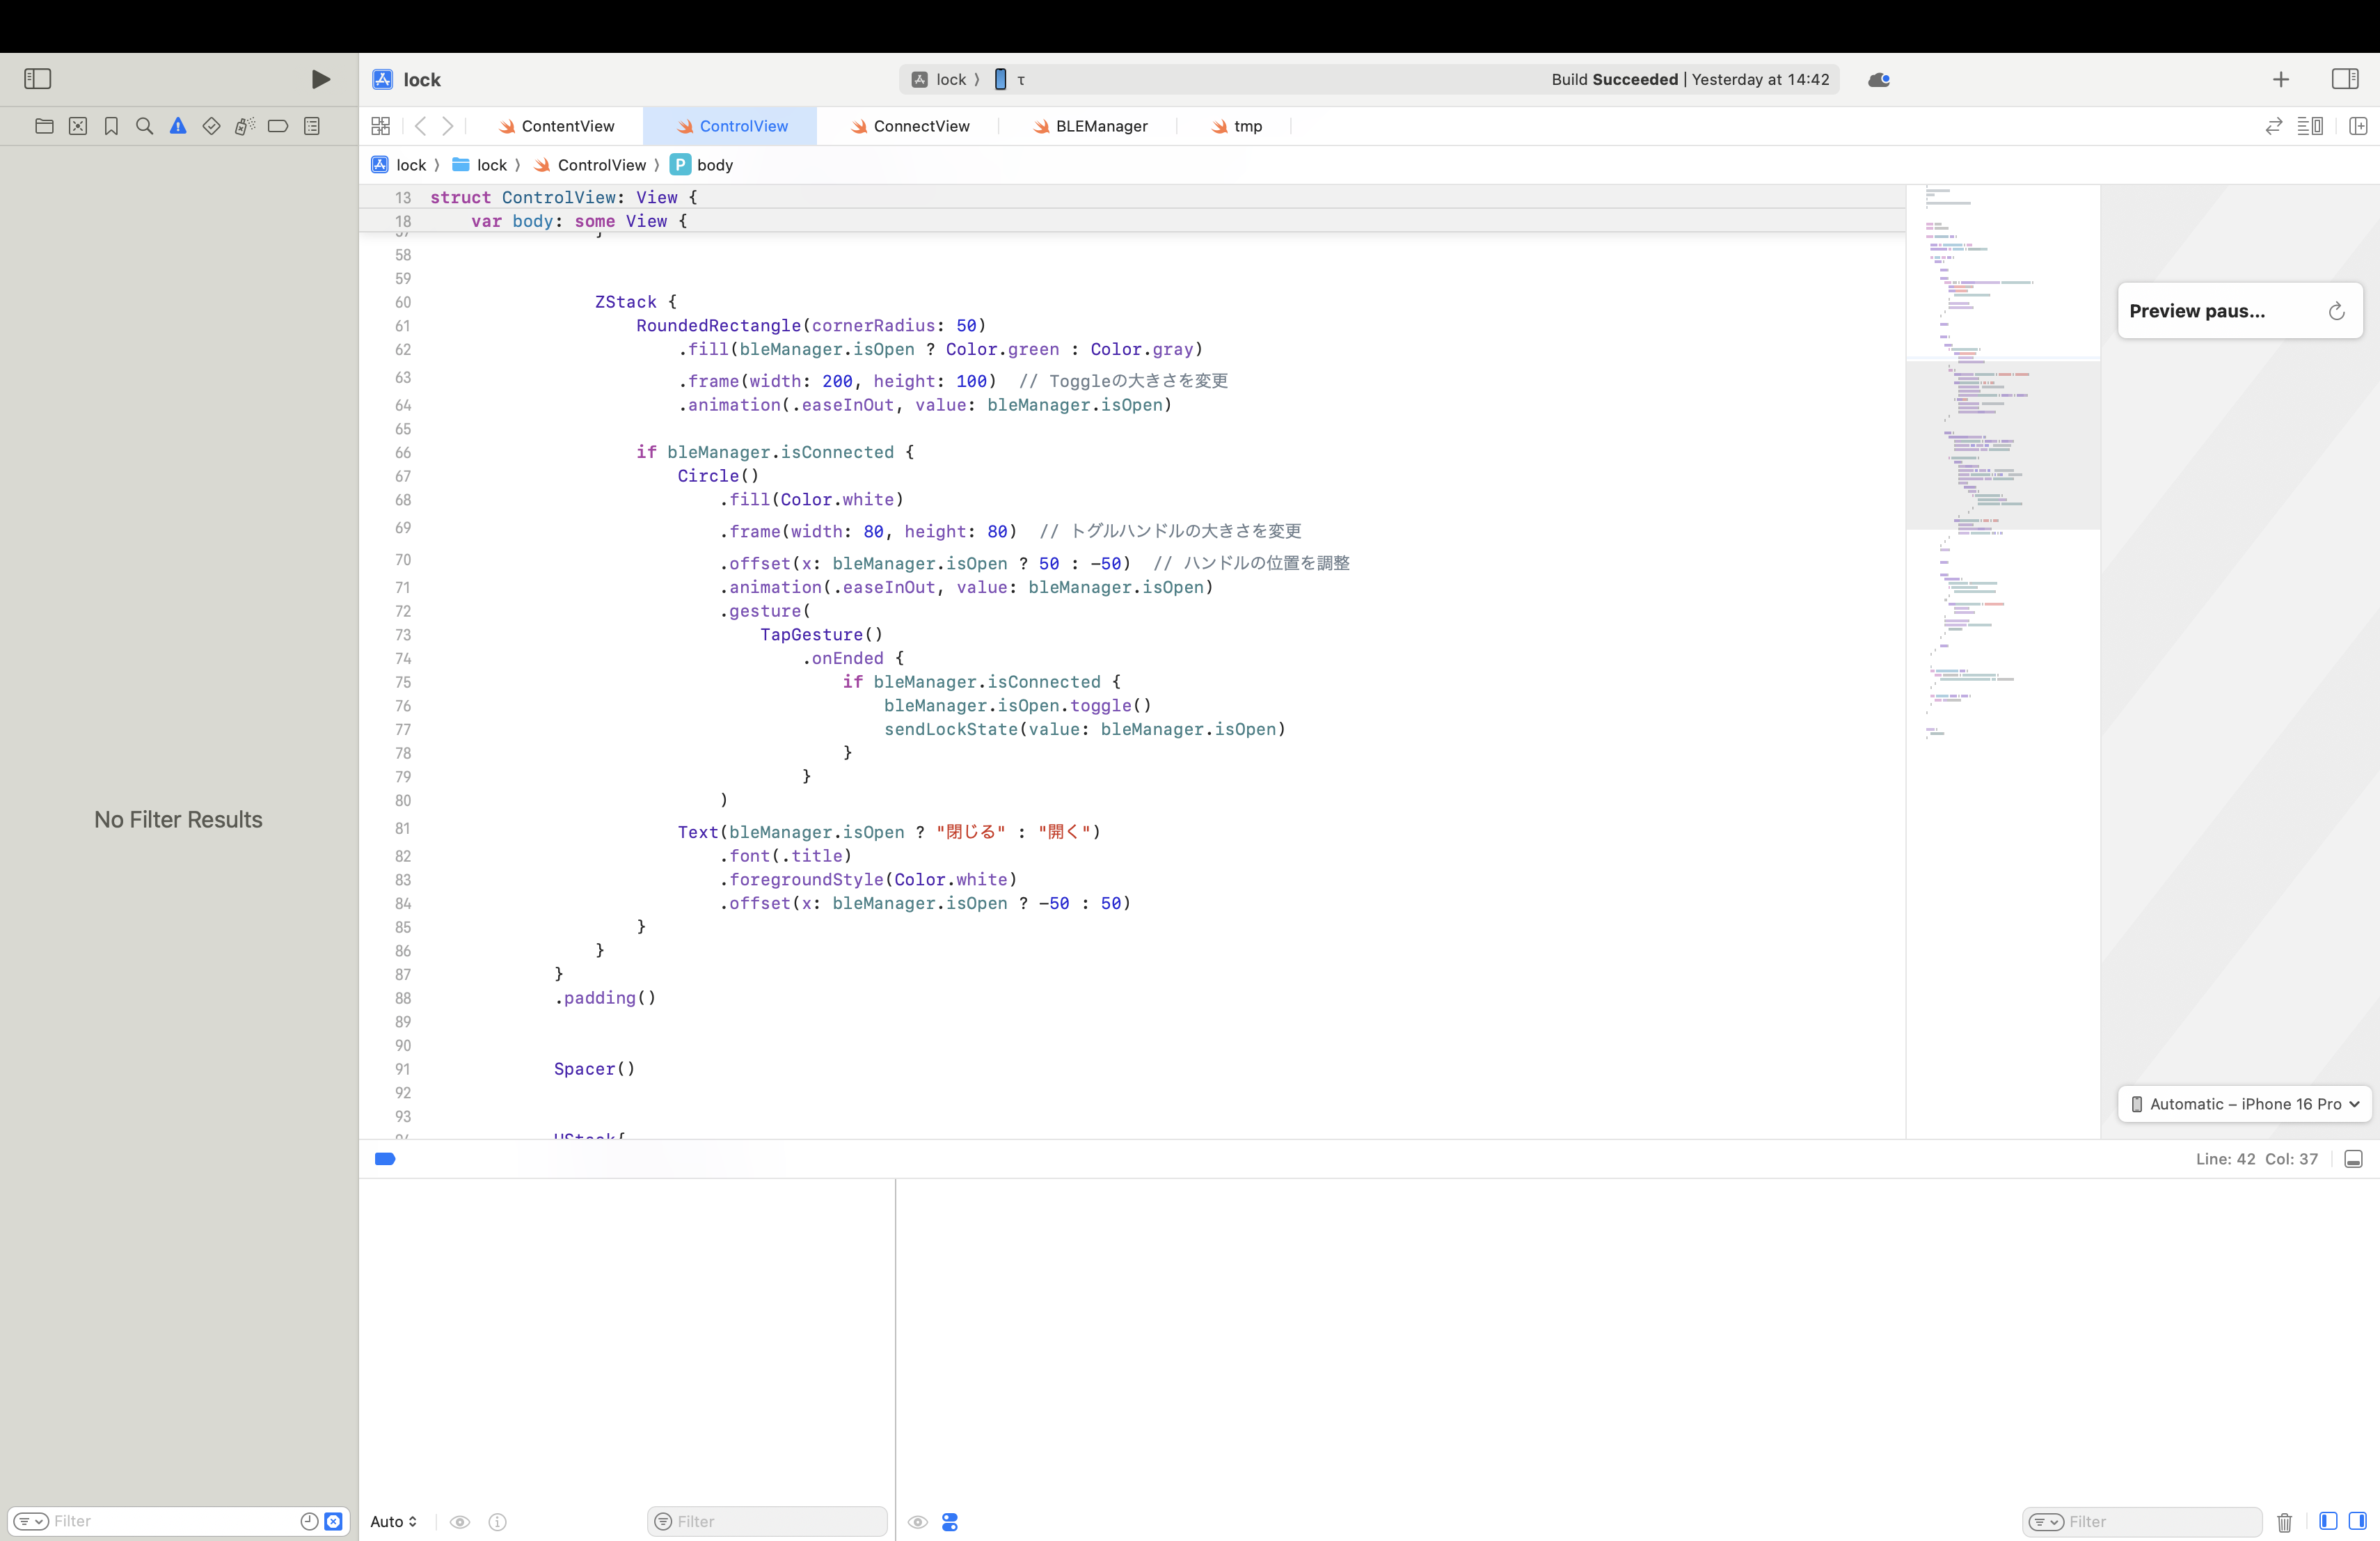 lock
lock 〉 τ
Build Succeeded | Yesterday at 14:42
ContentView
ControlView
ConnectView
BLEManager
tmp
lock 〉 lock 〉 ControlView 〉 P body
13 struct ControlView: View {
18 var body: some View {
58
59
60 ZStack {
61 RoundedRectangle(cornerRadius: 50)
62 .fill(bleManager.isOpen ? Color.green : Color.gray)
63 .frame(width: 200, height: 100)  // Toggleの大きさを変更
64 .animation(.easeInOut, value: bleManager.isOpen)
65
66 if bleManager.isConnected {
67 Circle()
68 .fill(Color.white)
69 .frame(width: 80, height: 80)  // トグルハンドルの大きさを変更
70 .offset(x: bleManager.isOpen ? 50 : -50)  // ハンドルの位置を調整
71 .animation(.easeInOut, value: bleManager.isOpen)
72 .gesture(
73 TapGesture()
74 .onEnded {
75 if bleManager.isConnected {
76 bleManager.isOpen.toggle()
77 sendLockState(value: bleManager.isOpen)
78 }
79 }
80 )
81 Text(bleManager.isOpen ? "閉じる" : "開く")
82 .font(.title)
83 .foregroundStyle(Color.white)
84 .offset(x: bleManager.isOpen ? -50 : 50)
85 }
86 }
87 }
88 .padding()
89
90
91 Spacer()
92
93
Preview paus...
Automatic – iPhone 16 Pro
No Filter Results
Line: 42 Col: 37
Filter
Auto
Filter
Filter